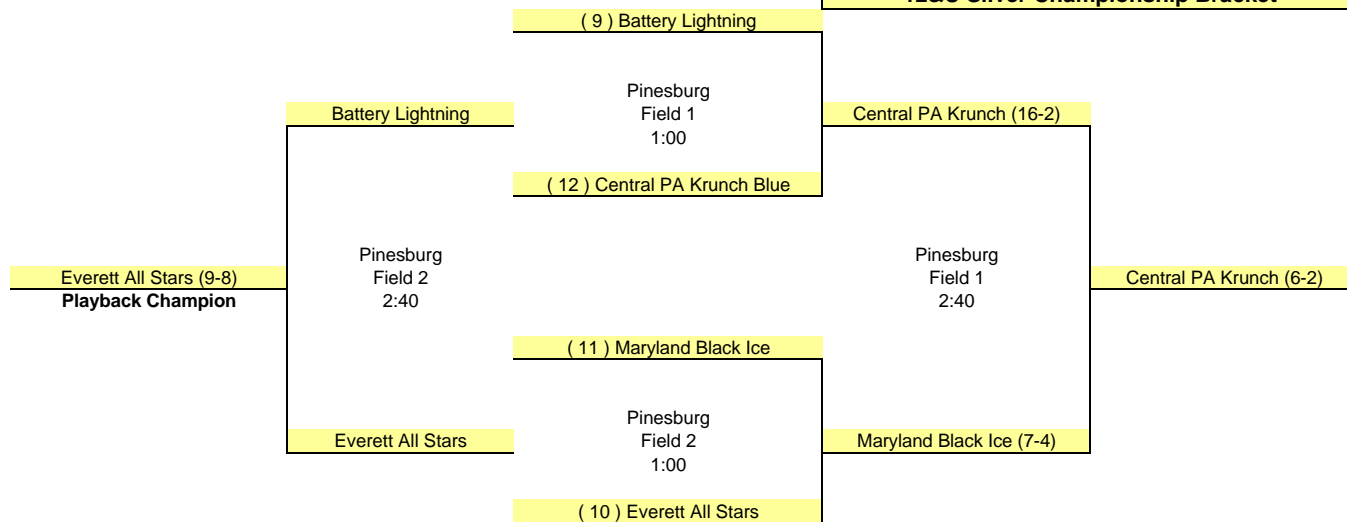 Silver Championship Bracket
( 9 ) Battery Lightning
Pinesburg
Field 1
1:00
Battery Lightning
Central PA Krunch (16-2)
( 12 ) Central PA Krunch Blue
Pinesburg
Field 2
2:40
Pinesburg
Field 1
2:40
Everett All Stars (9-8)
Playback Champion
Central PA Krunch (6-2)
( 11 ) Maryland Black Ice
Pinesburg
Field 2
1:00
Everett All Stars
Maryland Black Ice (7-4)
( 10 ) Everett All Stars